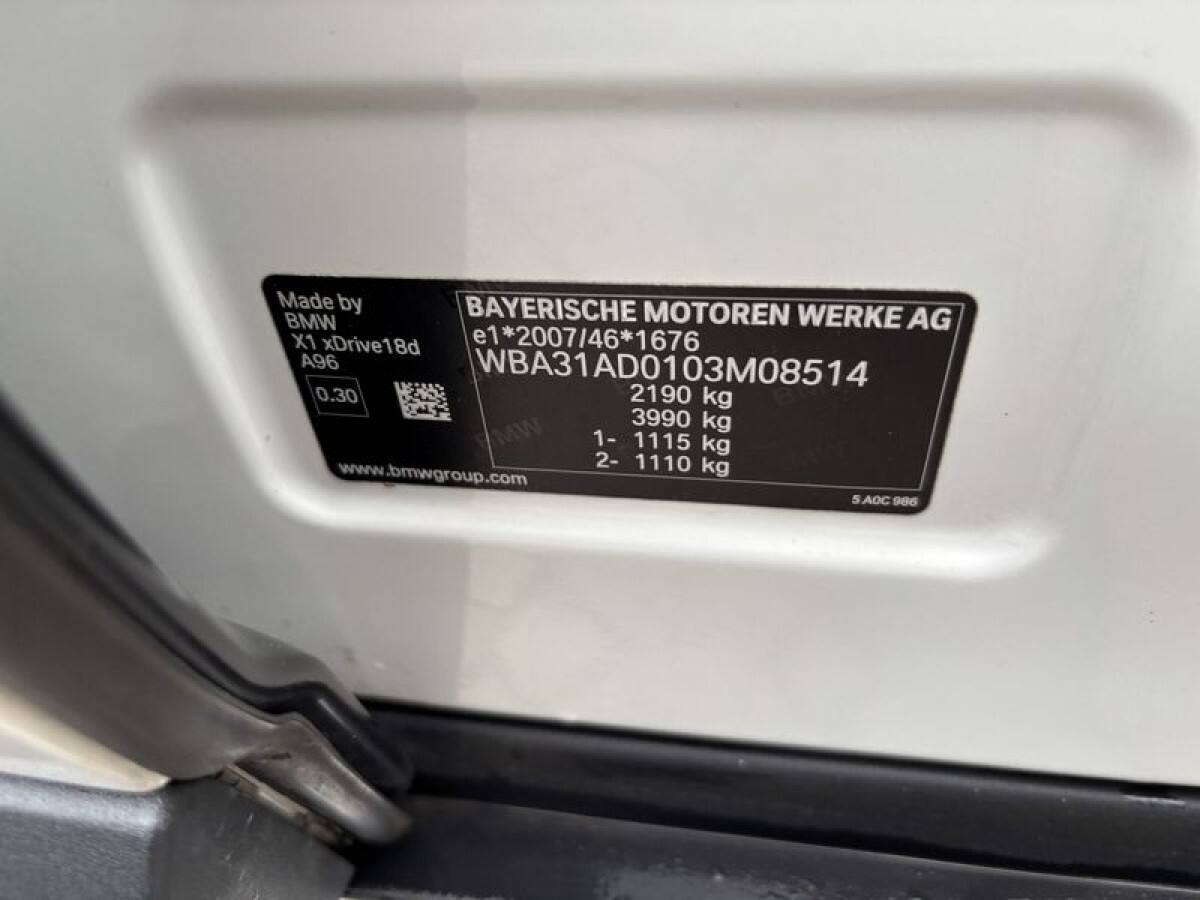 Made by
BMW
X1 xDrive18d
A96
0.30
www.bmwgroup.com
BAYERISCHE MOTOREN WERKE AG
e1*2007/46*1676
WBA31AD0103M08514
2190 kg
3990 kg
1- 1115 kg
2- 1110 kg
BMW
5 A0C 986